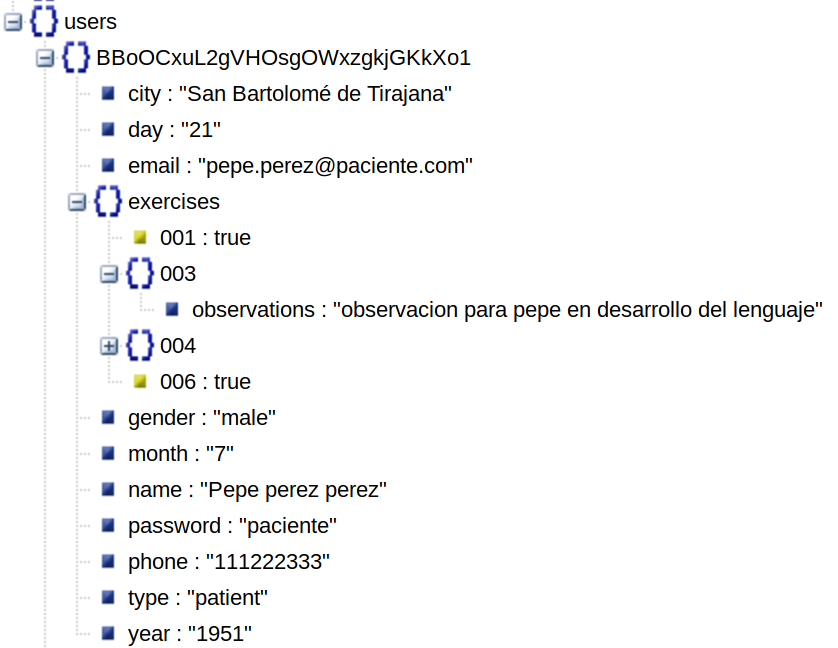 users
BBoOCxuL2gVHOsgOWxzgkjGKkXo1
city : "San Bartolomé de Tirajana"
day : "21"
email : "pepe.perez@paciente.com"
exercises
001 : true
003
observations : "observacion para pepe en desarrollo del lenguaje"
004
006 : true
gender : "male"
month : "7"
name : "Pepe perez perez"
password : "paciente"
phone : "111222333"
type : "patient"
year : "1951"